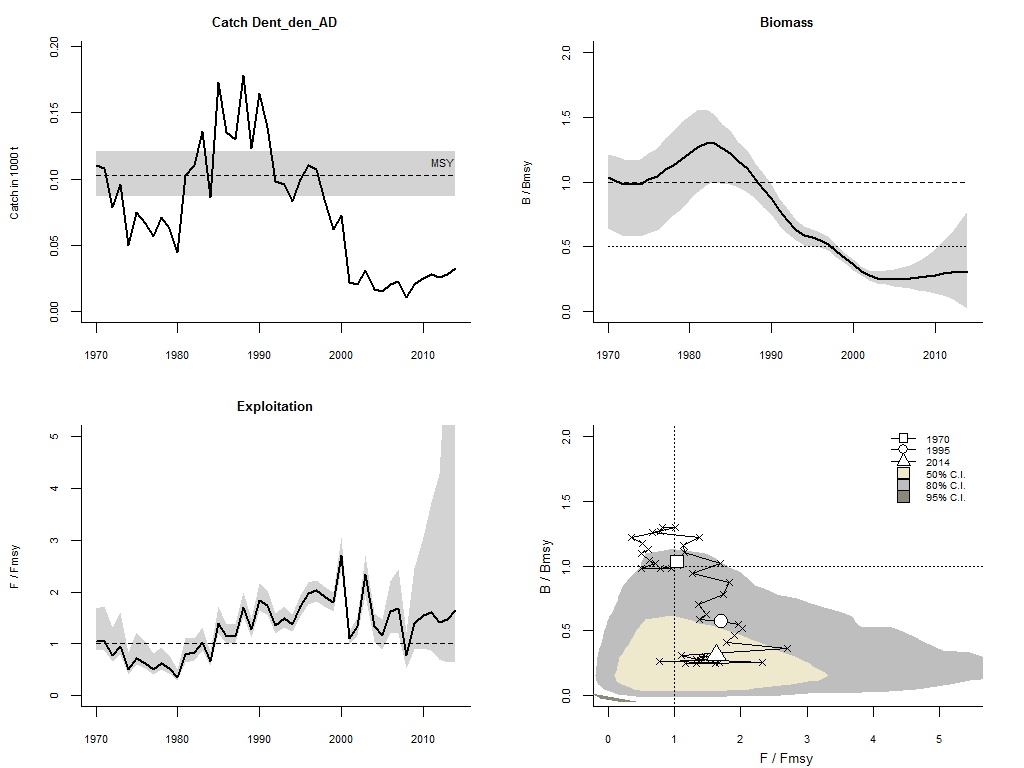 Catch Dent_den_AD
Catch in 1000 t
0.20
0.15
0.10
0.05
0.00
MSY
1970 1980 1990 2000 2010
Biomass
B / Bmsy
2.0
1.5
1.0
0.5
0.0
1970 1980 1990 2000 2010
Exploitation
F / Fmsy
5
4
3
2
1
0
1970 1980 1990 2000 2010
B / Bmsy
2.0
1.5
1.0
0.5
0.0
1970
1995
2014
50% C.I.
80% C.I.
95% C.I.
0 1 2 3 4 5
F / Fmsy